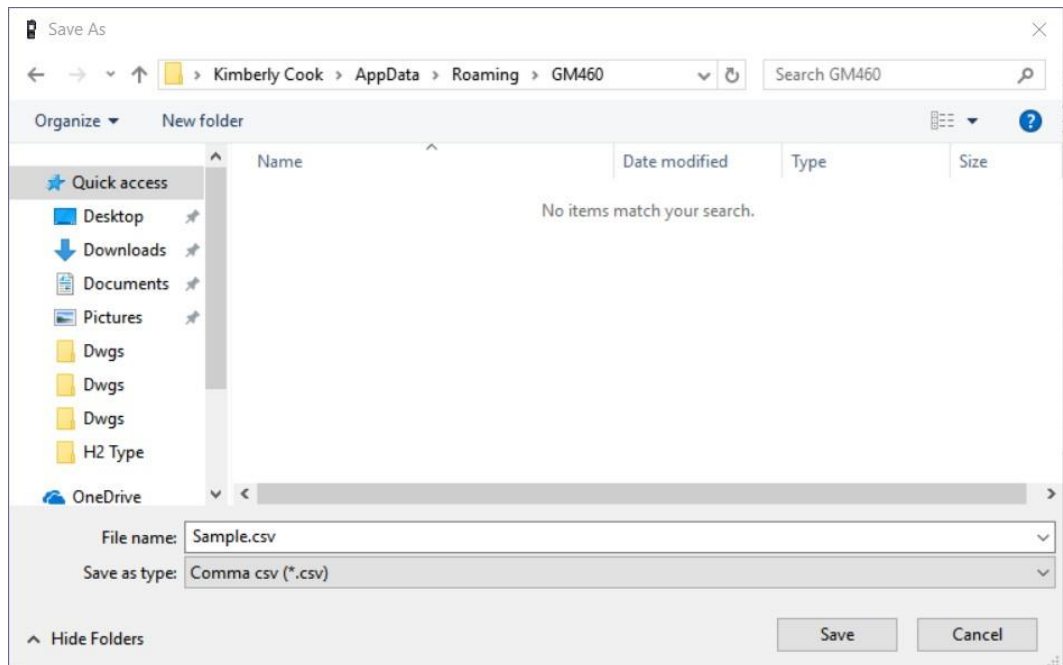 Save As
Kimberly Cook > AppData > Roaming > GM460
Search GM460
Organize
New folder
Name
Date modified
Type
Size
Quick access
No items match your search.
Desktop
Downloads
Documents
Pictures
Dwgs
Dwgs
Dwgs
H2 Type
OneDrive
File name: Sample.csv
Save as type: Comma csv (*.csv)
Hide Folders
Save
Cancel